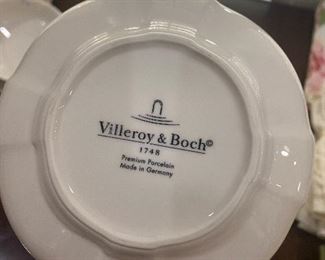 Villeroy & Boch©
1748
Premium Porcelain
Made in Germany